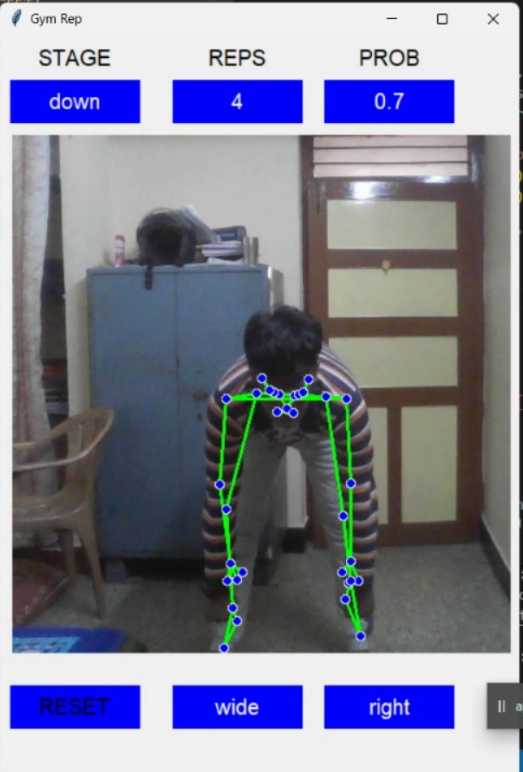 Gym Rep
STAGE REPS PROB
down 4 0.7
RESET wide right